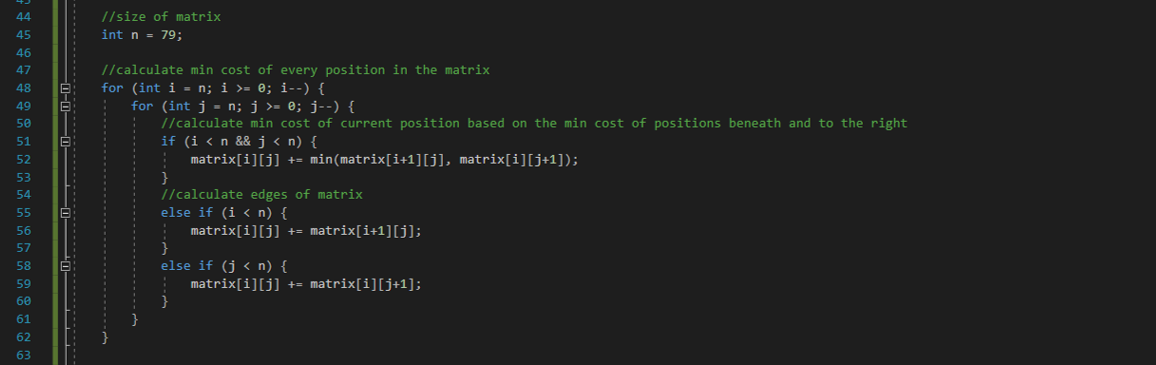 43
44 //size of matrix
45 int n = 79;
46
47 //calculate min cost of every position in the matrix
48 for (int i = n; i >= 0; i--) {
49 for (int j = n; j >= 0; j--) {
50 //calculate min cost of current position based on the min cost of positions beneath and to the right
51 if (i < n && j < n) {
52 matrix[i][j] += min(matrix[i+1][j], matrix[i][j+1]);
53 }
54 //calculate edges of matrix
55 else if (i < n) {
56 matrix[i][j] += matrix[i+1][j];
57 }
58 else if (j < n) {
59 matrix[i][j] += matrix[i][j+1];
60 }
61 }
62 }
63